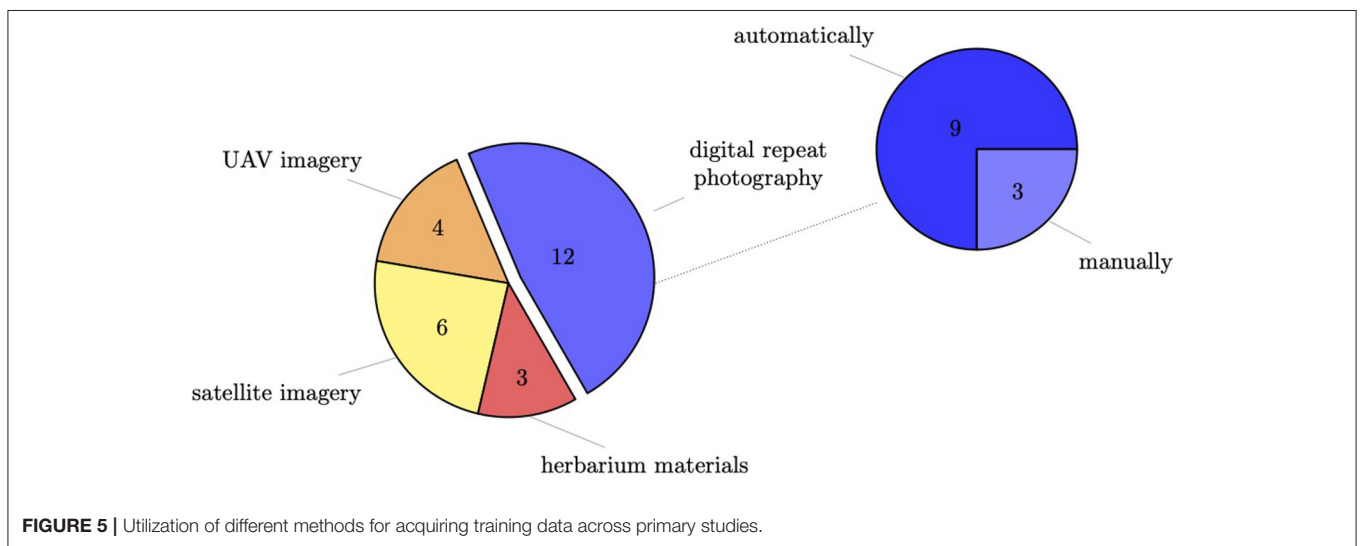 automatically
9
3
manually
digital repeat
photography
12
UAV imagery
4
6
satellite imagery
3
herbarium materials
FIGURE 5 | Utilization of different methods for acquiring training data across primary studies.